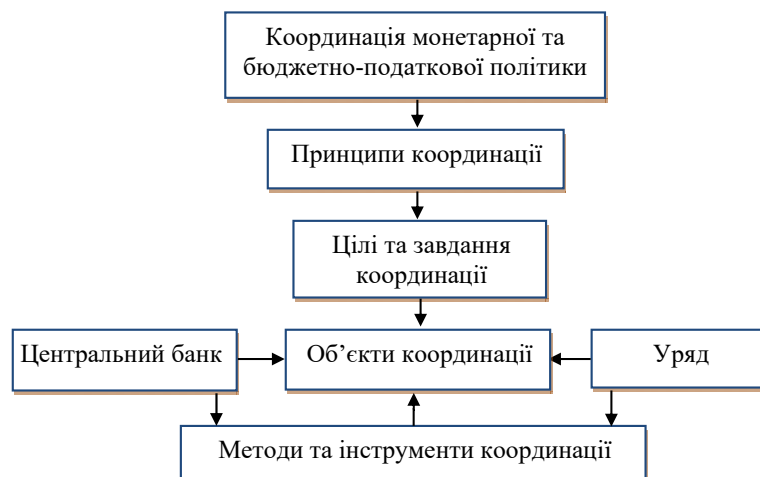 Координація монетарної та
бюджетно-податкової політики
Принципи координації
Цілі та завдання
координації
Центральний банк
Об’єкти координації
Уряд
Методи та інструменти координації